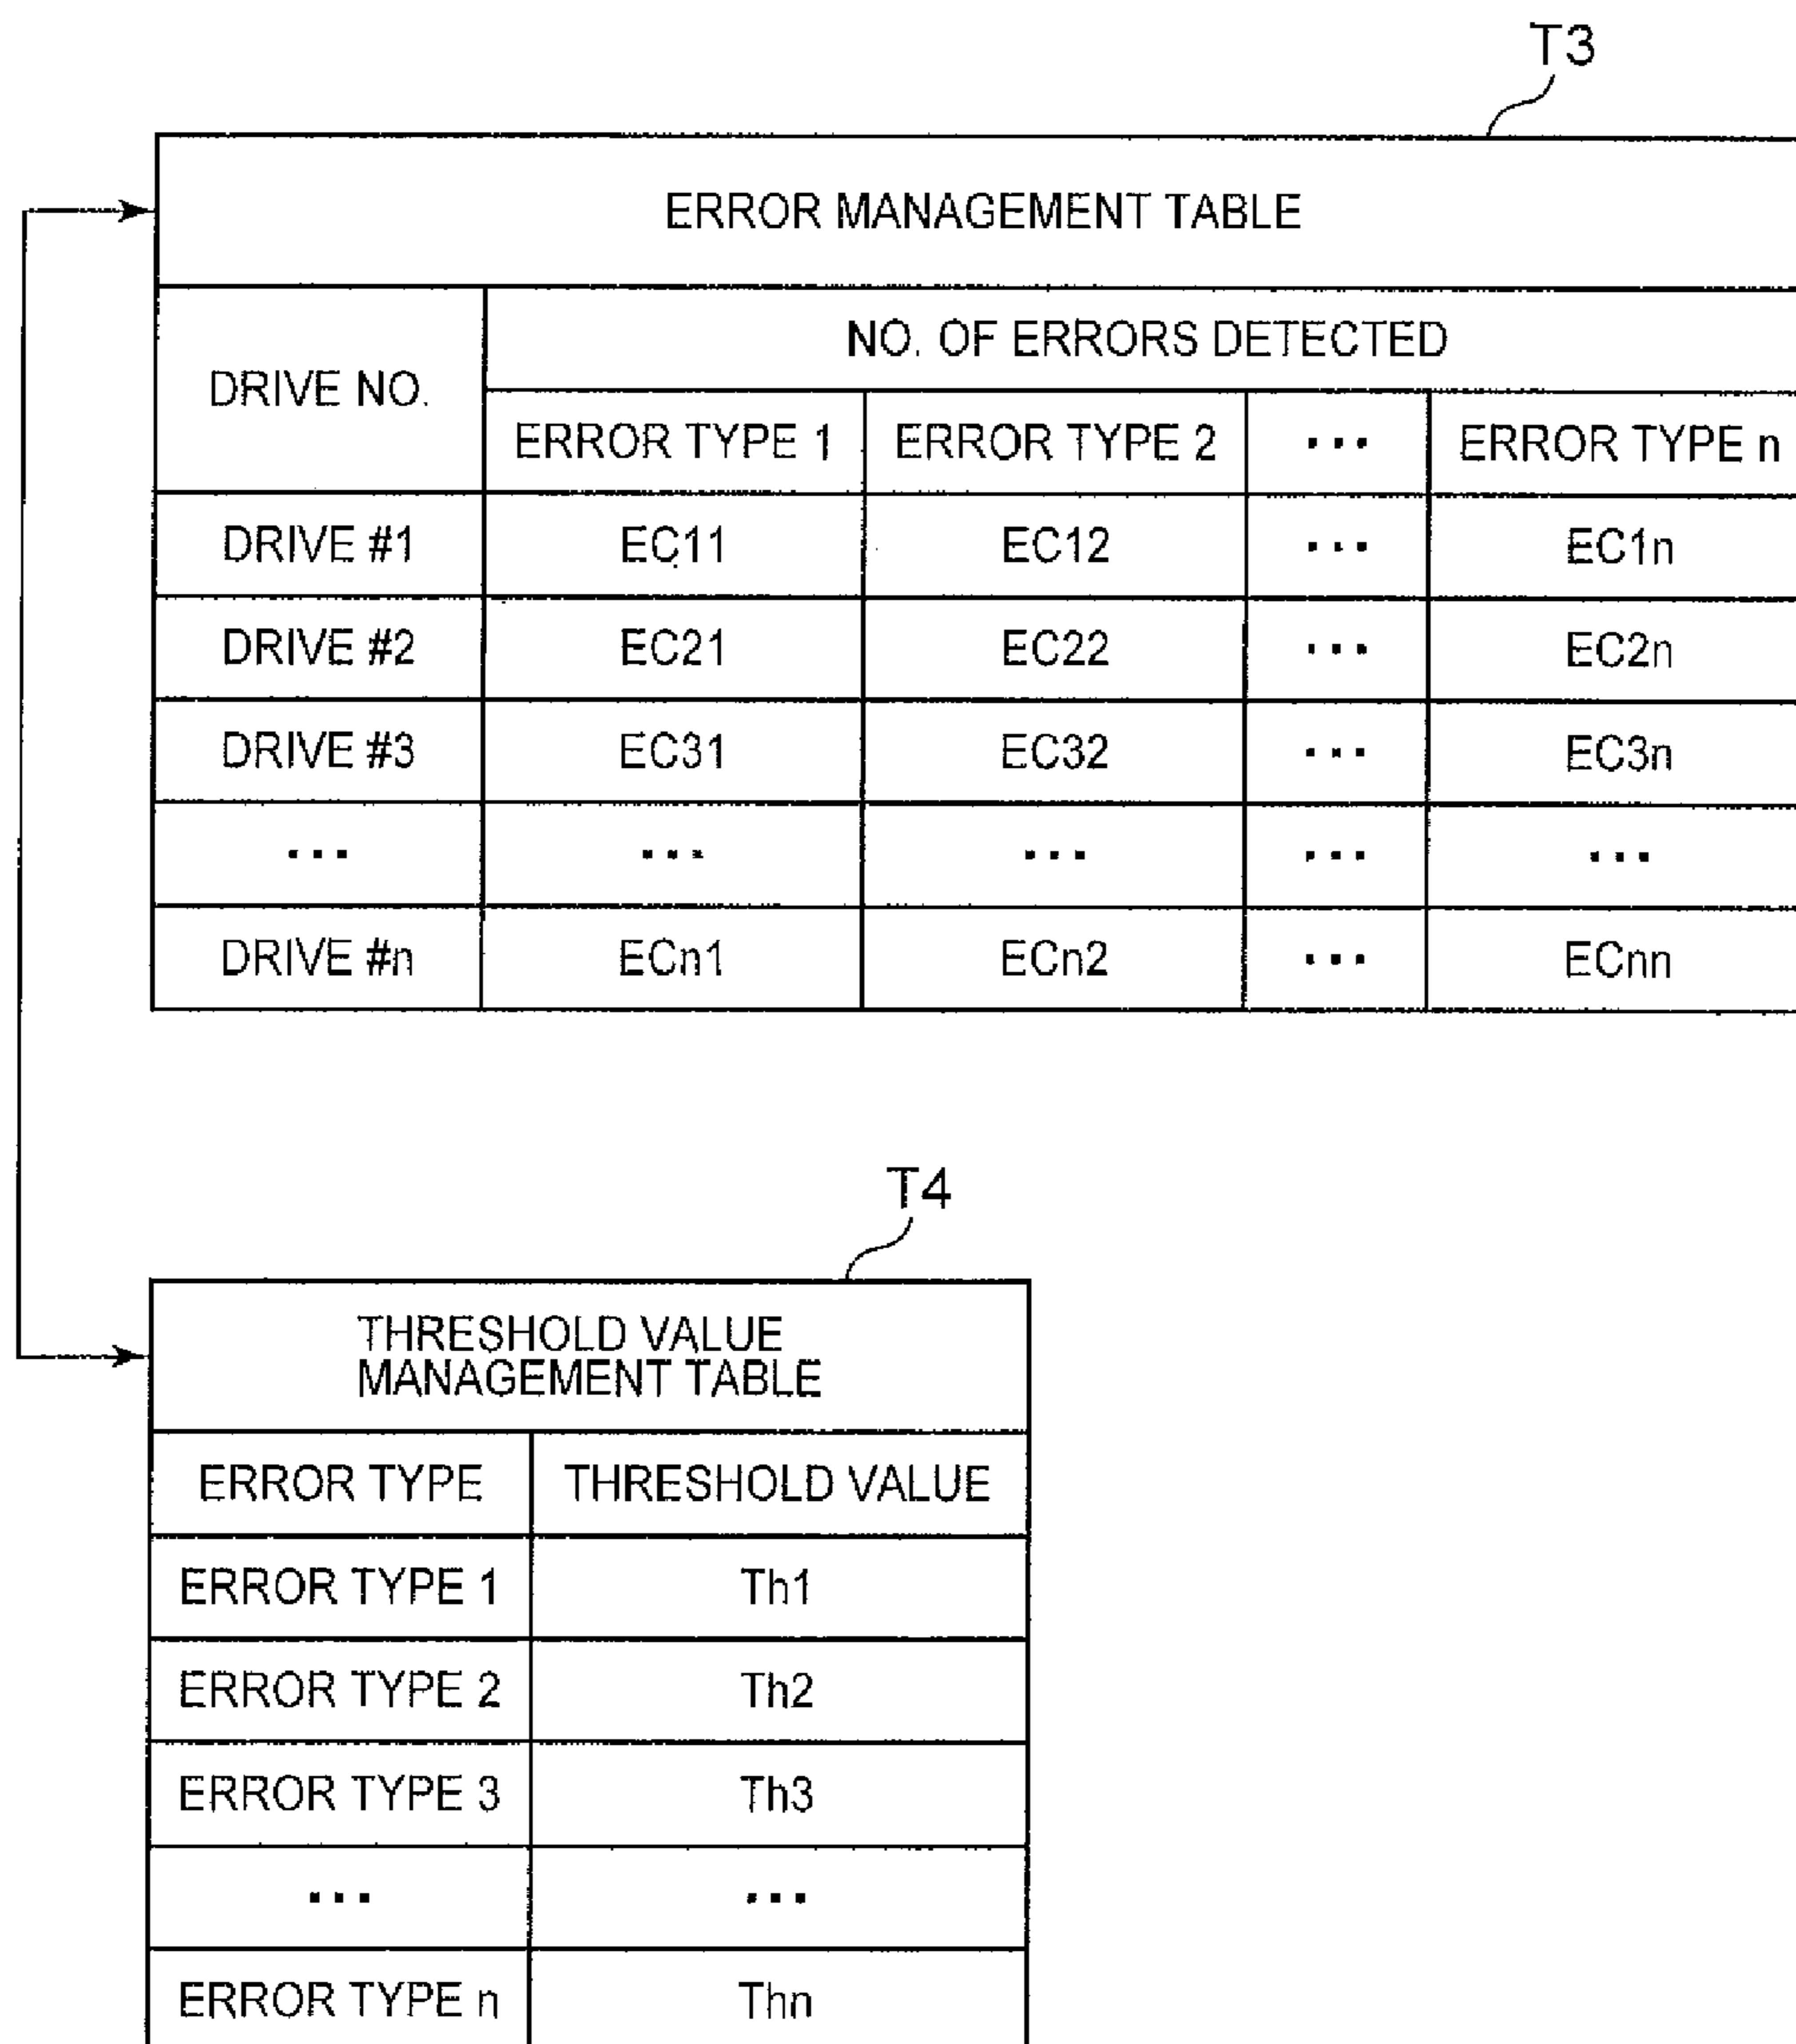 T3
ERROR MANAGEMENT TABLE
DRIVE NO.
NO. OF ERRORS DETECTED
ERROR TYPE 1 ERROR TYPE 2 ... ERROR TYPE n
DRIVE #1 EC11 EC12 ... EC1n
DRIVE #2 EC21 EC22 ... EC2n
DRIVE #3 EC31 EC32 ... EC3n
... ... ... ... ...
DRIVE #n ECn1 ECn2 ... ECnn
T4
THRESHOLD VALUE
MANAGEMENT TABLE
ERROR TYPE THRESHOLD VALUE
ERROR TYPE 1 Th1
ERROR TYPE 2 Th2
ERROR TYPE 3 Th3
... ...
ERROR TYPE n Thn